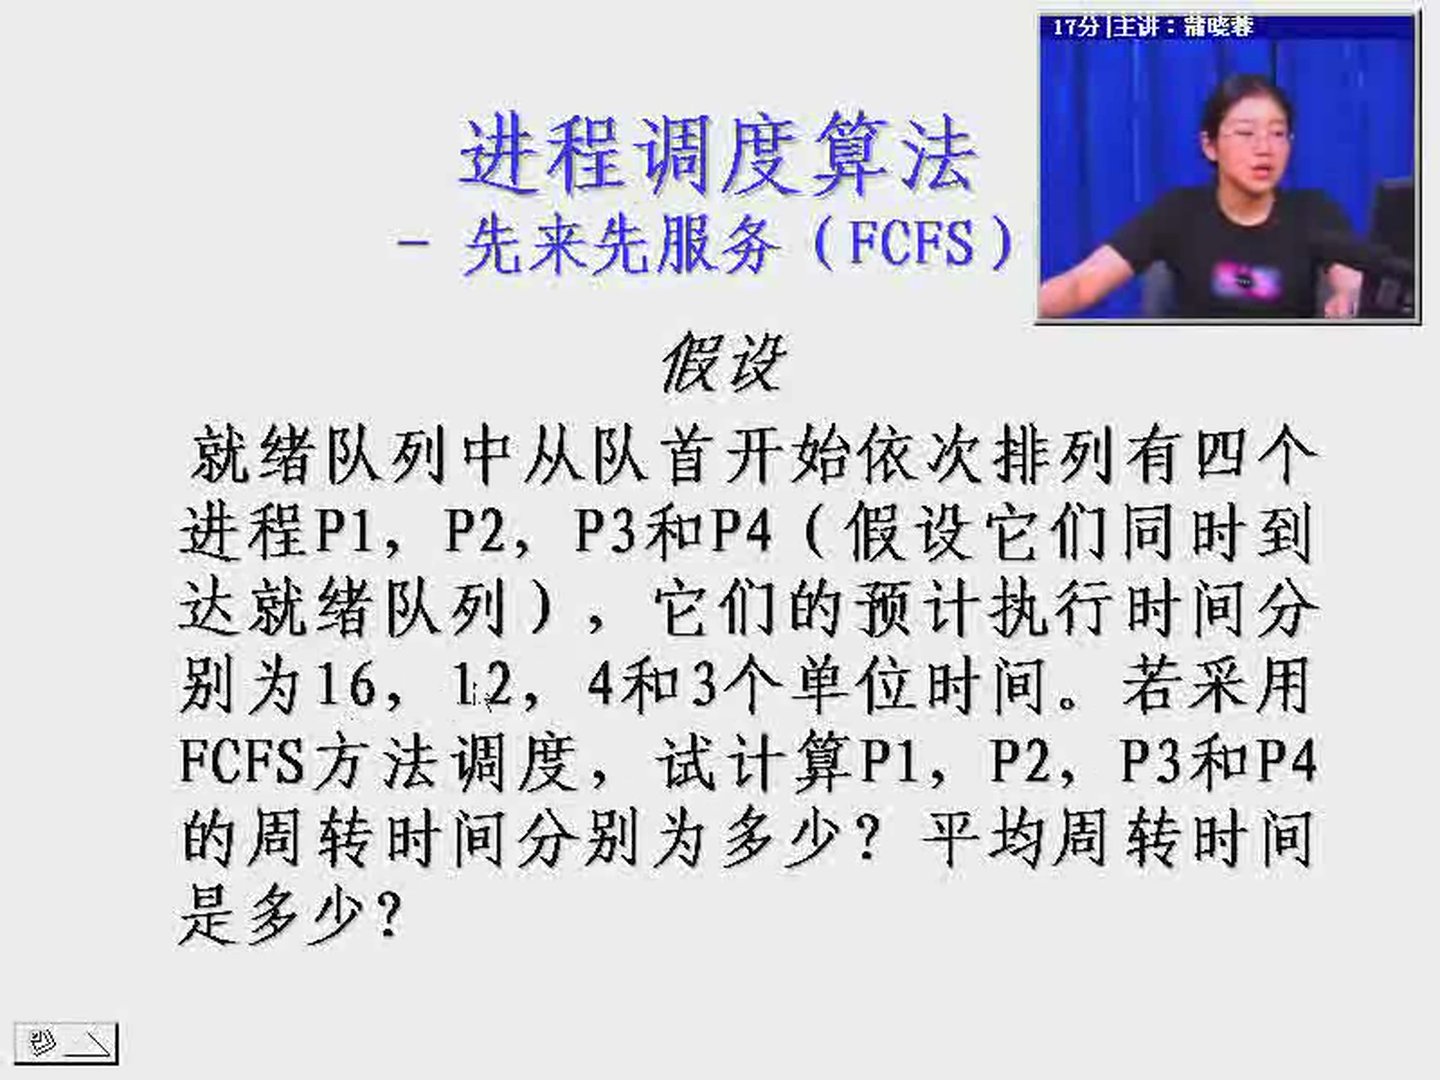 17分|主讲：蒲晓蓉
进程调度算法
- 先来先服务（FCFS）
假设
就绪队列中从队首开始依次排列有四个
进程P1，P2，P3和P4（假设它们同时到
达就绪队列），它们的预计执行时间分
别为16，12，4和3个单位时间。若采用
FCFS方法调度，试计算P1，P2，P3和P4
的周转时间分别为多少？平均周转时间
是多少？